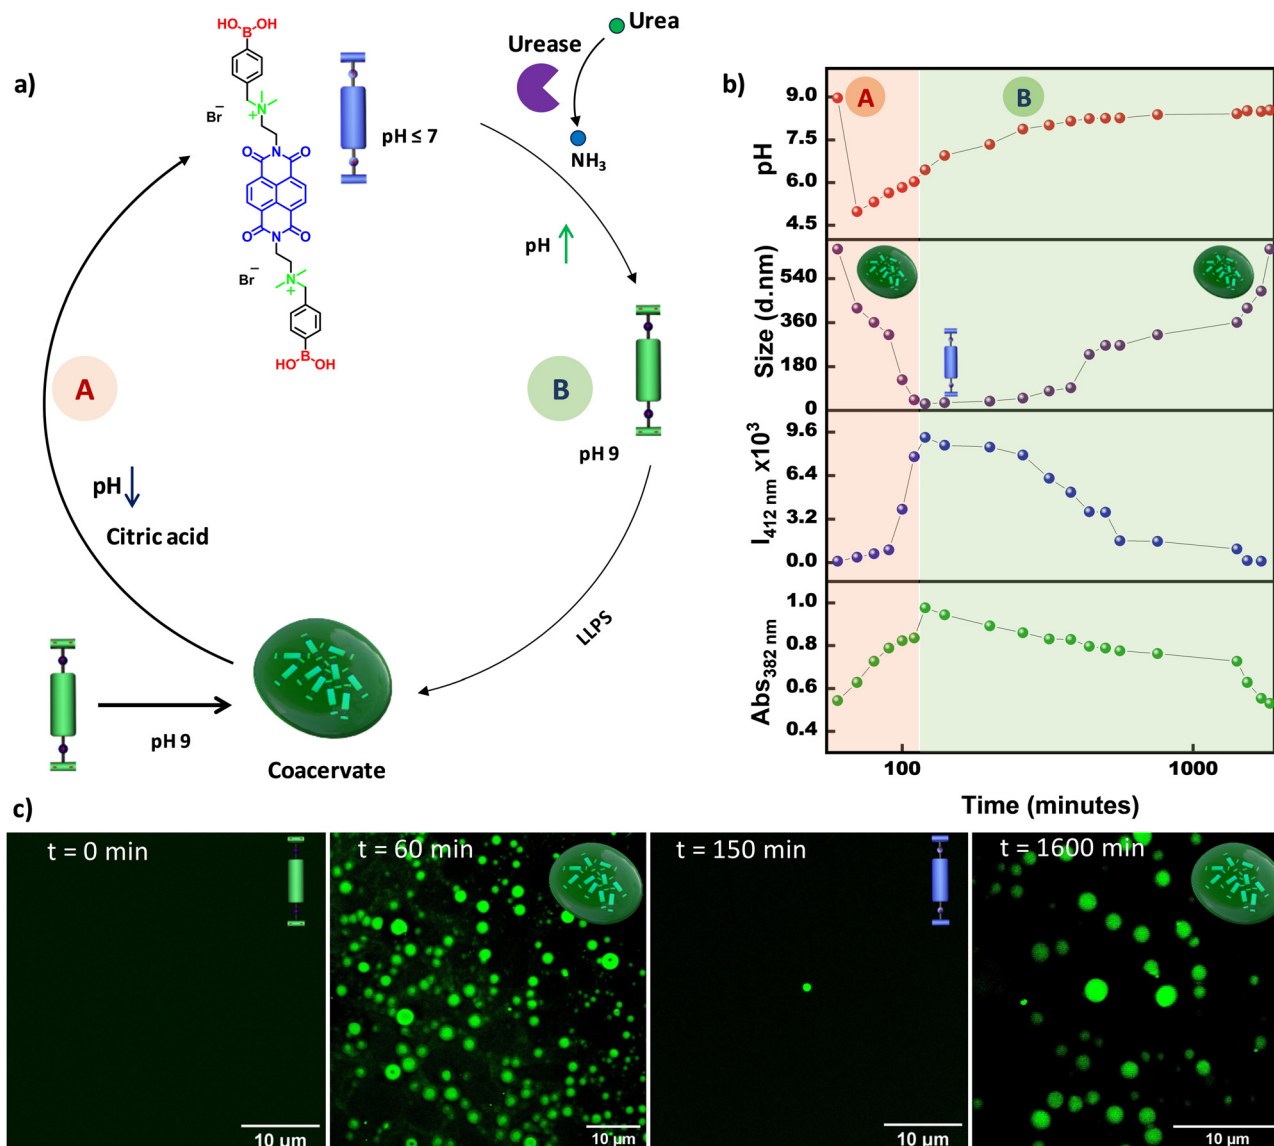 a)
HO OH
B
N
+
Br⁻
O N O
O N O
Br⁻
N
+
B
HO OH
pH ≤ 7
Urease
Urea
NH₃
pH ↑
A
B
pH 9
pH ↓
Citric acid
LLPS
pH 9
Coacervate
b)
A
B
pH
9.0
7.5
6.0
4.5
Size (d.nm)
540
360
180
0
I₄₁₂ ₙₘ x10³
9.6
6.4
3.2
0.0
Abs₃₈₂ ₙₘ
1.0
0.8
0.6
0.4
100
1000
Time (minutes)
c)
t = 0 min
10 µm
t = 60 min
10 µm
t = 150 min
10 µm
t = 1600 min
10 µm